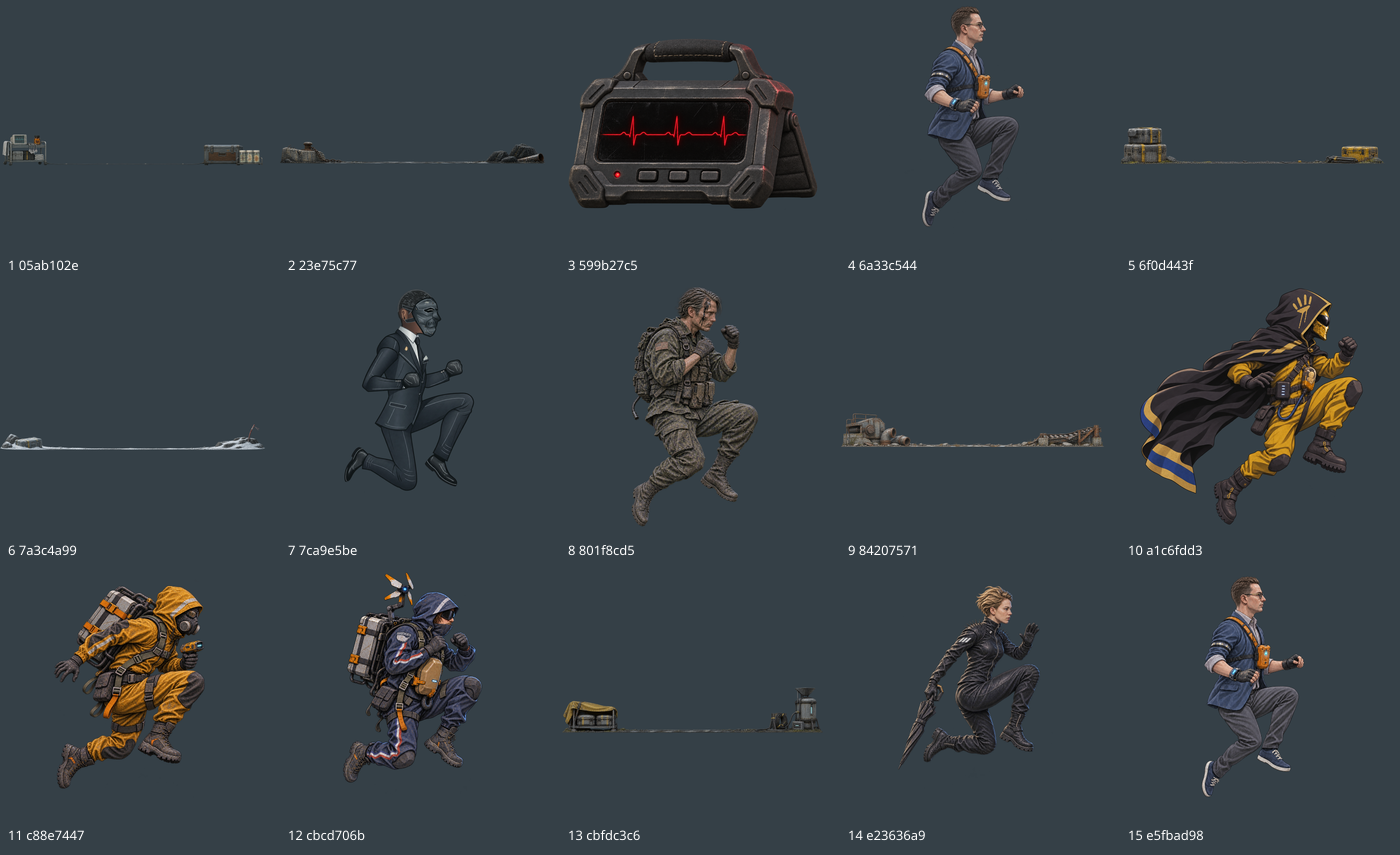 1 05ab102e
2 23e75c77
3 599b27c5
4 6a33c544
5 6f0d443f
6 7a3c4a99
7 7ca9e5be
8 801f8cd5
9 84207571
10 a1c6fdd3
11 c88e7447
12 cbcd706b
13 cbfdc3c6
14 e23636a9
15 e5fbad98